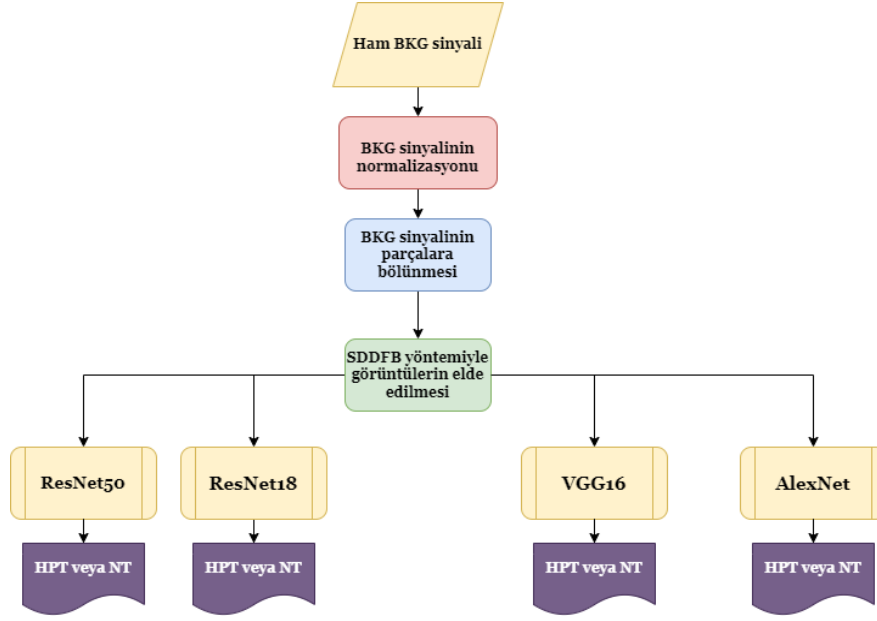 Ham BKG sinyali
BKG sinyalinin
normalizasyonu
BKG sinyalinin
parçalara
bölünmesi
SDDFB yöntemiyle
görüntülerin elde
edilmesi
ResNet50
ResNet18
VGG16
AlexNet
HPT veya NT
HPT veya NT
HPT veya NT
HPT veya NT